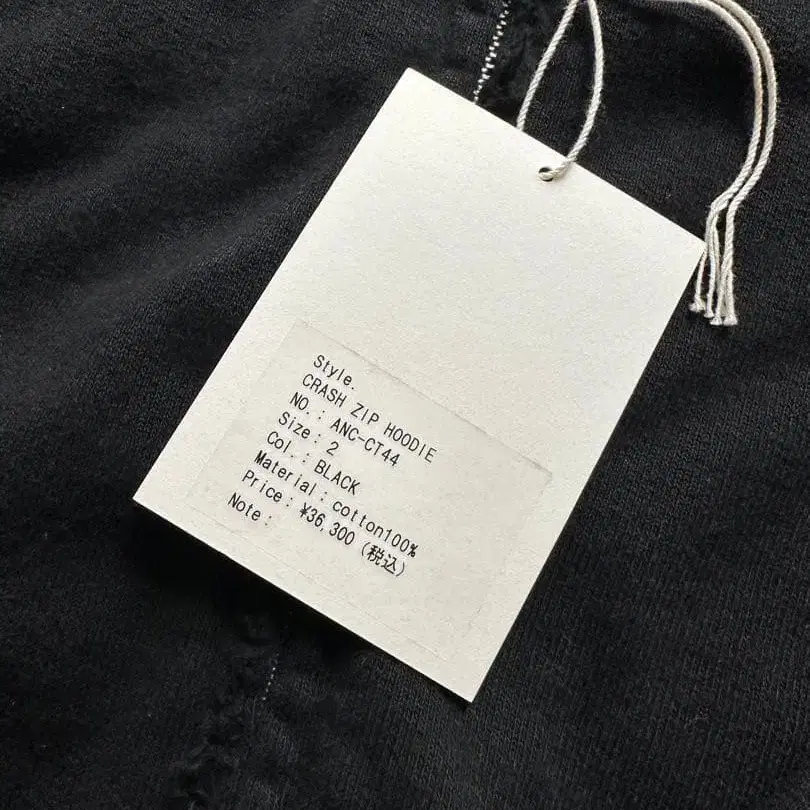 Style.
CRASH ZIP HOODIE
NO.: ANC-CT44
Size: 2
Col.: BLACK
Material: cotton100%
Price: ¥36,300 (税込)
Note: